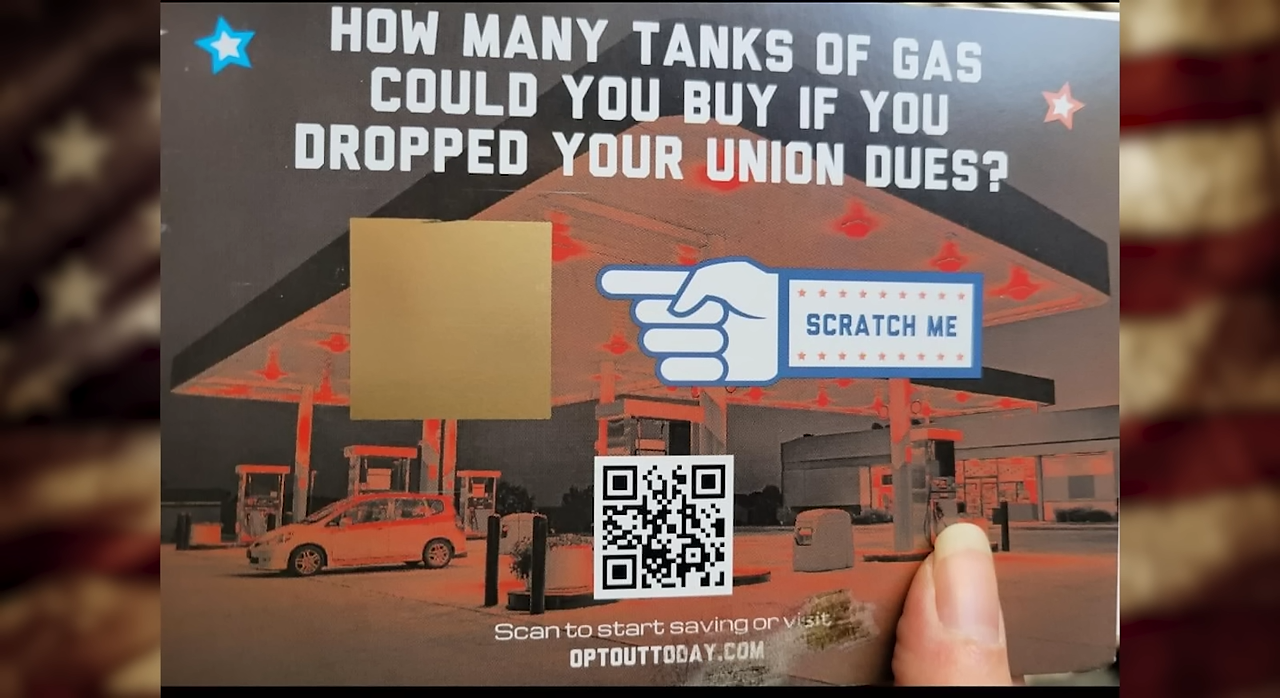 HOW MANY TANKS OF GAS
COULD YOU BUY IF YOU
DROPPED YOUR UNION DUES?
SCRATCH ME
Scan to start saving or visit
OPTOUTTODAY.COM